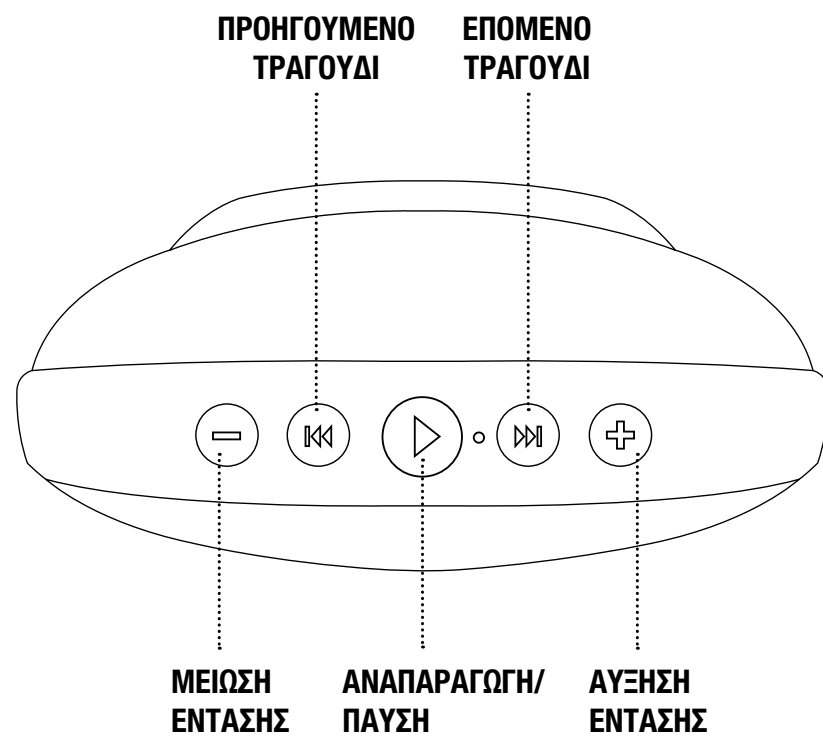 ΠΡΟΗΓΟΥΜΕΝΟ
ΤΡΑΓΟΥΔΙ
ΕΠΟΜΕΝΟ
ΤΡΑΓΟΥΔΙ
ΜΕΙΩΣΗ
ΕΝΤΑΣΗΣ
ΑΝΑΠΑΡΑΓΩΓΗ/
ΠΑΥΣΗ
ΑΥΞΗΣΗ
ΕΝΤΑΣΗΣ